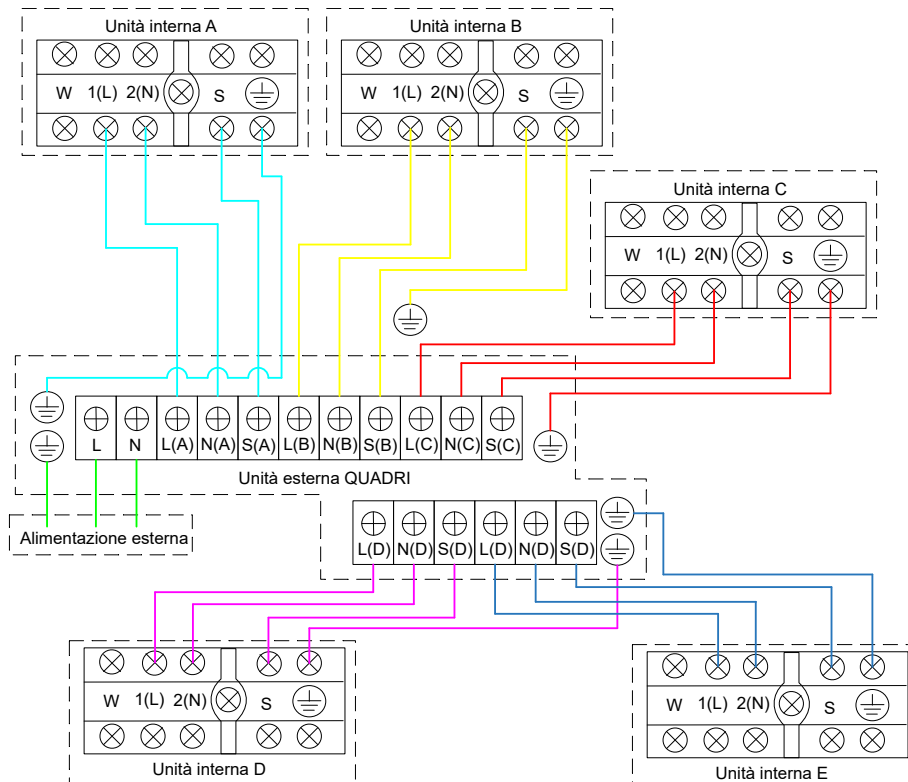 Unità interna A
W 1(L) 2(N) S
Unità interna B
W 1(L) 2(N) S
Unità interna C
W 1(L) 2(N) S
L N L(A) N(A) S(A) L(B) N(B) S(B) L(C) N(C) S(C)
Unità esterna QUADRI
Alimentazione esterna
L(D) N(D) S(D) L(D) N(D) S(D)
W 1(L) 2(N) S
Unità interna D
W 1(L) 2(N) S
Unità interna E